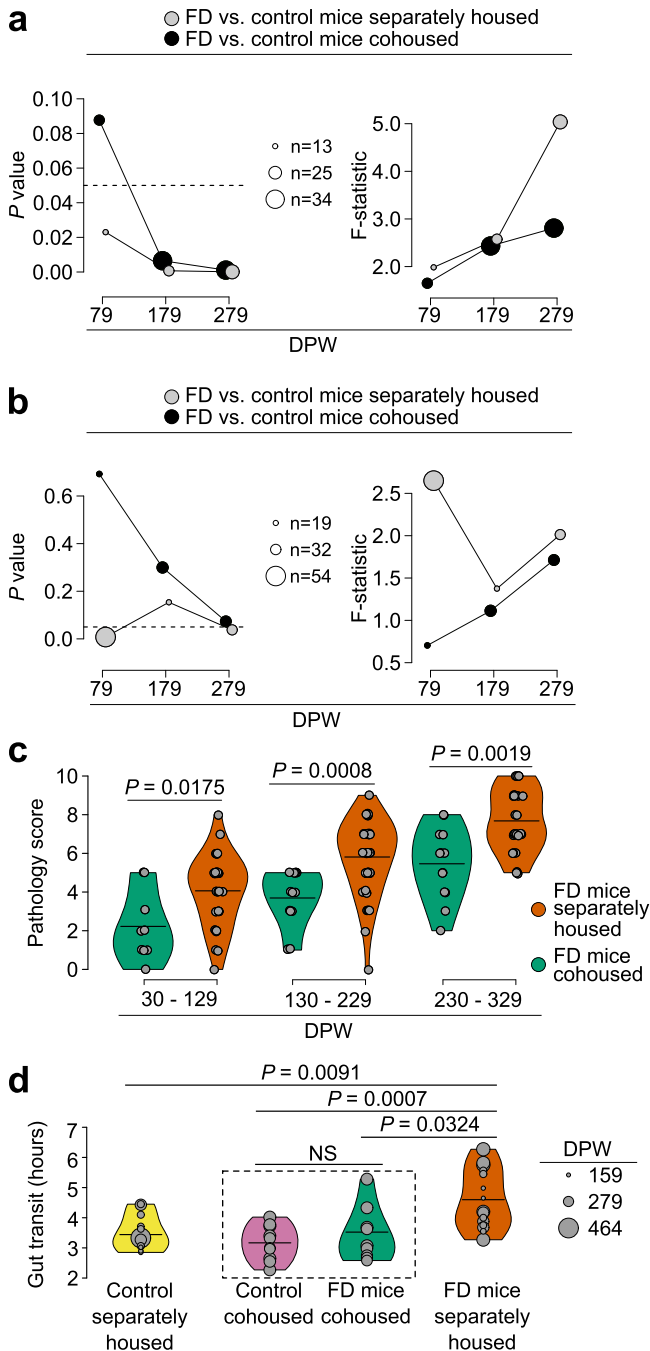 a
FD vs. control mice separately housed
FD vs. control mice cohoused
P value
0.10
0.08
0.06
0.04
0.02
0.00
79 179 279
n=13
n=25
n=34
F-statistic
5.0
4.0
3.0
2.0
79 179 279
DPW
b
FD vs. control mice separately housed
FD vs. control mice cohoused
P value
0.6
0.4
0.2
0.0
79 179 279
n=19
n=32
n=54
F-statistic
2.5
2.0
1.5
1.0
0.5
79 179 279
DPW
c
Pathology score
10
8
6
4
2
0
P = 0.0175
P = 0.0008
P = 0.0019
30 - 129 130 - 229 230 - 329
DPW
FD mice
separately
housed
FD mice
cohoused
d
P = 0.0091
P = 0.0007
P = 0.0324
NS
Gut transit (hours)
7
6
5
4
3
2
Control
separately
housed
Control
cohoused
FD mice
cohoused
FD mice
separately
housed
DPW
159
279
464